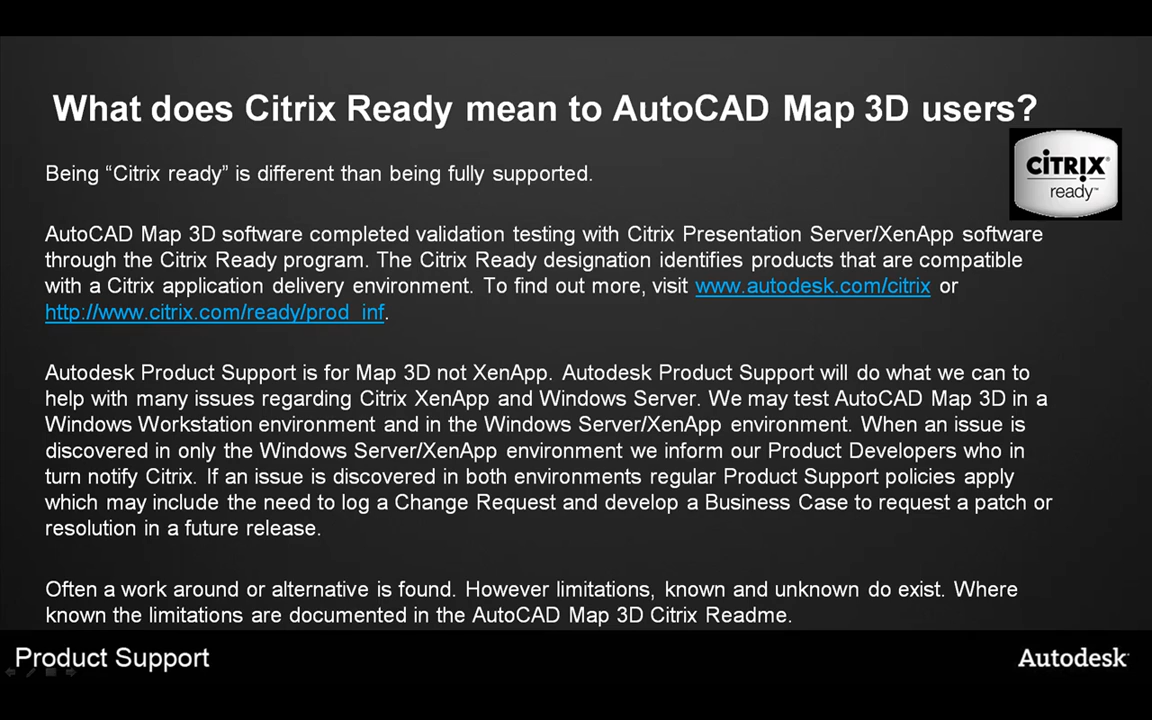 What does Citrix Ready mean to AutoCAD Map 3D users?
CİTRIX®
ready™
Being “Citrix ready” is different than being fully supported.
AutoCAD Map 3D software completed validation testing with Citrix Presentation Server/XenApp software
through the Citrix Ready program. The Citrix Ready designation identifies products that are compatible
with a Citrix application delivery environment. To find out more, visit www.autodesk.com/citrix or
http://www.citrix.com/ready/prod_inf.
Autodesk Product Support is for Map 3D not XenApp. Autodesk Product Support will do what we can to
help with many issues regarding Citrix XenApp and Windows Server. We may test AutoCAD Map 3D in a
Windows Workstation environment and in the Windows Server/XenApp environment. When an issue is
discovered in only the Windows Server/XenApp environment we inform our Product Developers who in
turn notify Citrix. If an issue is discovered in both environments regular Product Support policies apply
which may include the need to log a Change Request and develop a Business Case to request a patch or
resolution in a future release.
Often a work around or alternative is found. However limitations, known and unknown do exist. Where
known the limitations are documented in the AutoCAD Map 3D Citrix Readme.
Product Support
Autodesk